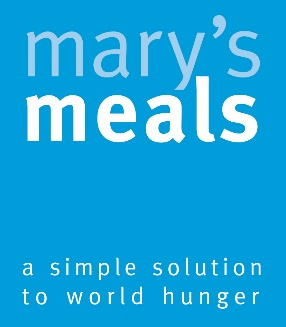 mary's
meals
a simple solution
to world hunger